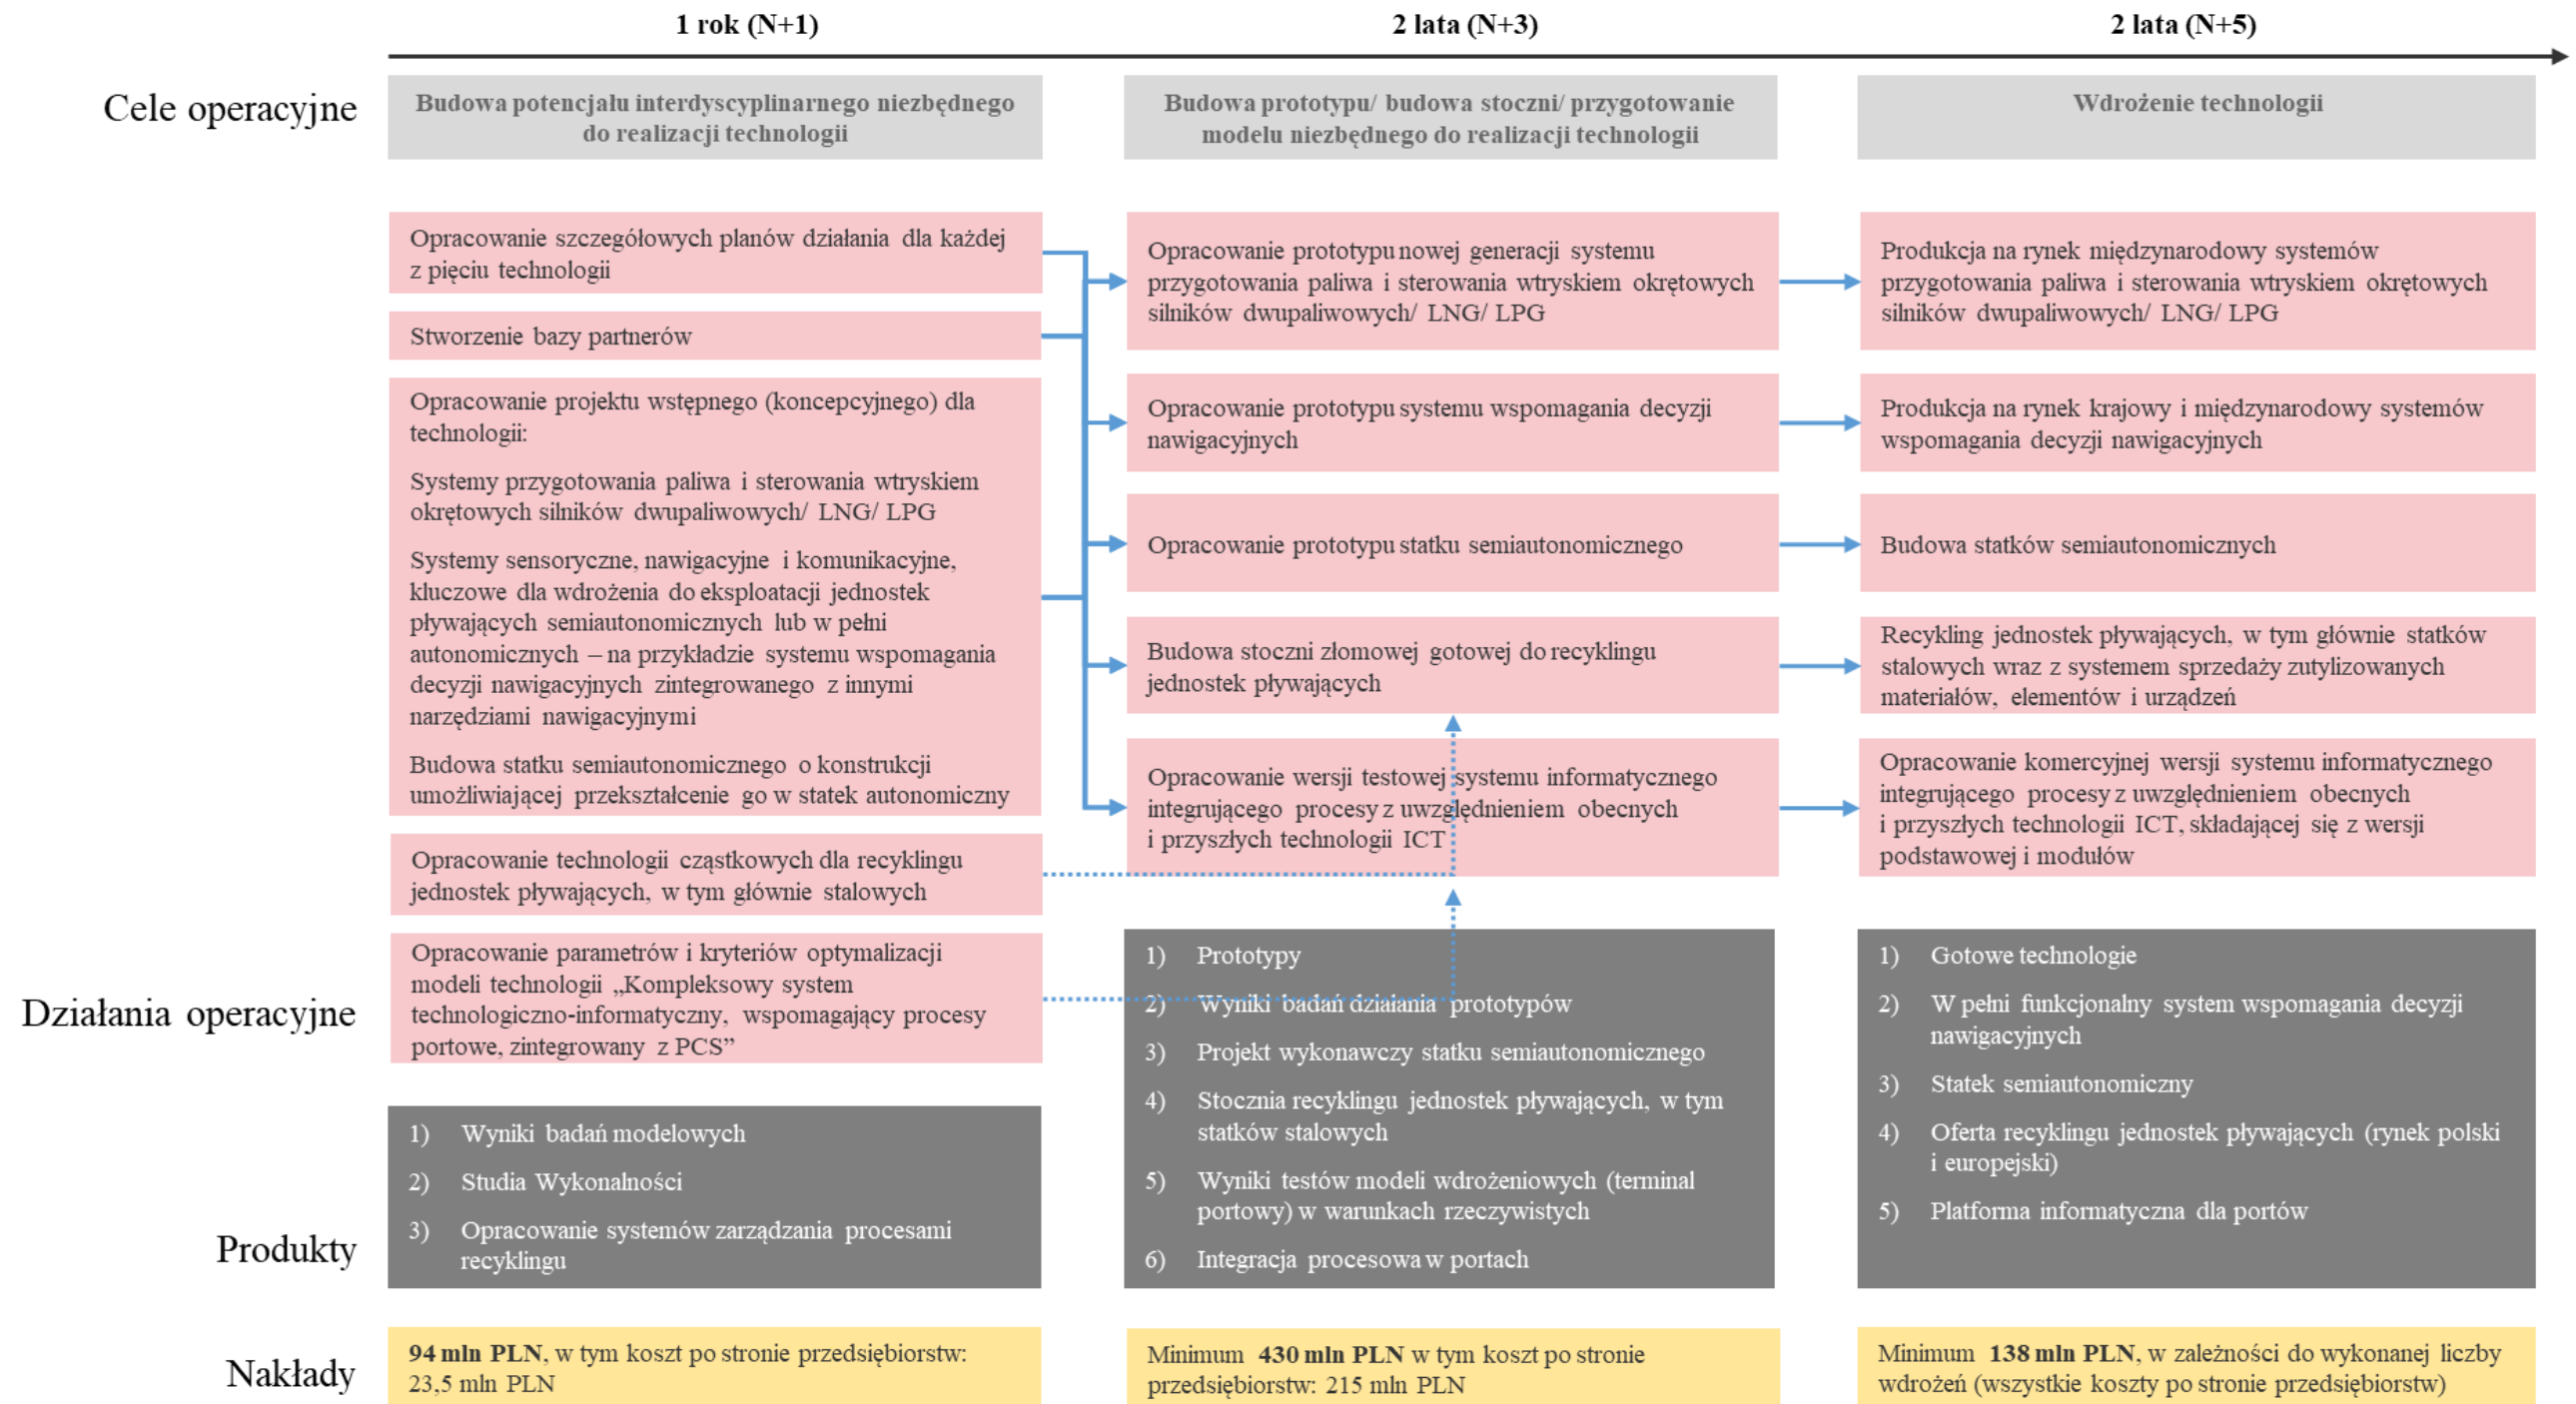 1 rok (N+1)
2 lata (N+3)
2 lata (N+5)
Cele operacyjne
Budowa potencjału interdyscyplinarnego niezbędnego
do realizacji technologii
Budowa prototypu/ budowa stoczni/ przygotowanie
modelu niezbędnego do realizacji technologii
Wdrożenie technologii
Działania operacyjne
Opracowanie szczegółowych planów działania dla każdej
z pięciu technologii
Stworzenie bazy partnerów
Opracowanie projektu wstępnego (koncepcyjnego) dla
technologii:
Systemy przygotowania paliwa i sterowania wtryskiem
okrętowych silników dwupaliwowych/ LNG/ LPG
Systemy sensoryczne, nawigacyjne i komunikacyjne,
kluczowe dla wdrożenia do eksploatacji jednostek
pływających semiautonomicznych lub w pełni
autonomicznych – na przykładzie systemu wspomagania
decyzji nawigacyjnych zintegrowanego z innymi
narzędziami nawigacyjnymi
Budowa statku semiautonomicznego o konstrukcji
umożliwiającej przekształcenie go w statek autonomiczny
Opracowanie technologii cząstkowych dla recyklingu
jednostek pływających, w tym głównie stalowych
Opracowanie parametrów i kryteriów optymalizacji
modeli technologii „Kompleksowy system
technologiczno-informatyczny, wspomagający procesy
portowe, zintegrowany z PCS”
Opracowanie prototypu nowej generacji systemu
przygotowania paliwa i sterowania wtryskiem okrętowych
silników dwupaliwowych/ LNG/ LPG
Opracowanie prototypu systemu wspomagania decyzji
nawigacyjnych
Opracowanie prototypu statku semiautonomicznego
Budowa stoczni złomowej gotowej do recyklingu
jednostek pływających
Opracowanie wersji testowej systemu informatycznego
integrującego procesy z uwzględnieniem obecnych
i przyszłych technologii ICT
Produkcja na rynek międzynarodowy systemów
przygotowania paliwa i sterowania wtryskiem okrętowych
silników dwupaliwowych/ LNG/ LPG
Produkcja na rynek krajowy i międzynarodowy systemów
wspomagania decyzji nawigacyjnych
Budowa statków semiautonomicznych
Recykling jednostek pływających, w tym głównie statków
stalowych wraz z systemem sprzedaży zutylizowanych
materiałów, elementów i urządzeń
Opracowanie komercyjnej wersji systemu informatycznego
integrującego procesy z uwzględnieniem obecnych
i przyszłych technologii ICT, składającej się z wersji
podstawowej i modułów
Produkty
1) Wyniki badań modelowych
2) Studia Wykonalności
3) Opracowanie systemów zarządzania procesami
recyklingu
1) Prototypy
2) Wyniki badań działania prototypów
3) Projekt wykonawczy statku semiautonomicznego
4) Stocznia recyklingu jednostek pływających, w tym
statków stalowych
5) Wyniki testów modeli wdrożeniowych (terminal
portowy) w warunkach rzeczywistych
6) Integracja procesowa w portach
1) Gotowe technologie
2) W pełni funkcjonalny system wspomagania decyzji
nawigacyjnych
3) Statek semiautonomiczny
4) Oferta recyklingu jednostek pływających (rynek polski
i europejski)
5) Platforma informatyczna dla portów
Nakłady
94 mln PLN, w tym koszt po stronie przedsiębiorstw:
23,5 mln PLN
Minimum 430 mln PLN w tym koszt po stronie
przedsiębiorstw: 215 mln PLN
Minimum 138 mln PLN, w zależności do wykonanej liczby
wdrożeń (wszystkie koszty po stronie przedsiębiorstw)